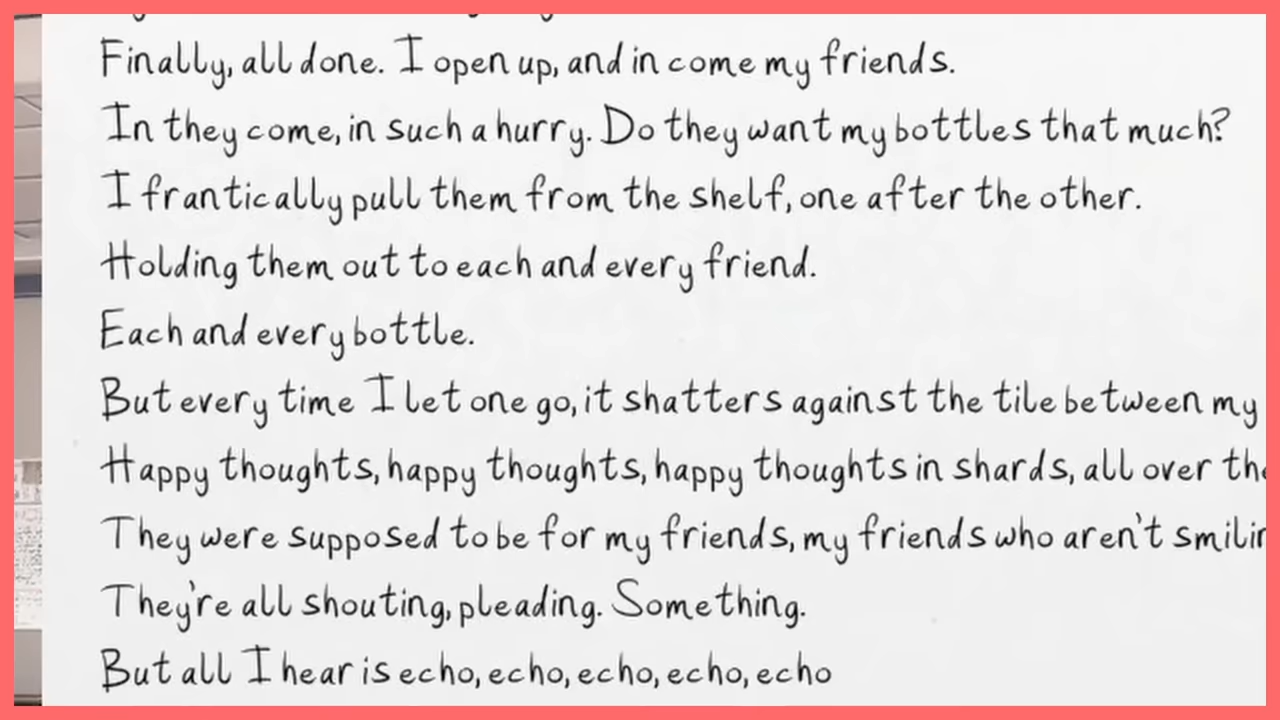 Finally, all done. I open up, and in come my friends.
In they come, in such a hurry. Do they want my bottles that much?
I frantically pull them from the shelf, one after the other.
Holding them out to each and every friend.
Each and every bottle.
But every time I let one go, it shatters against the tile between my
Happy thoughts, happy thoughts, happy thoughts in shards, all over
They were supposed to be for my friends, my friends who aren't
They're all shouting, pleading. Something.
But all I hear is echo, echo, echo, echo, echo